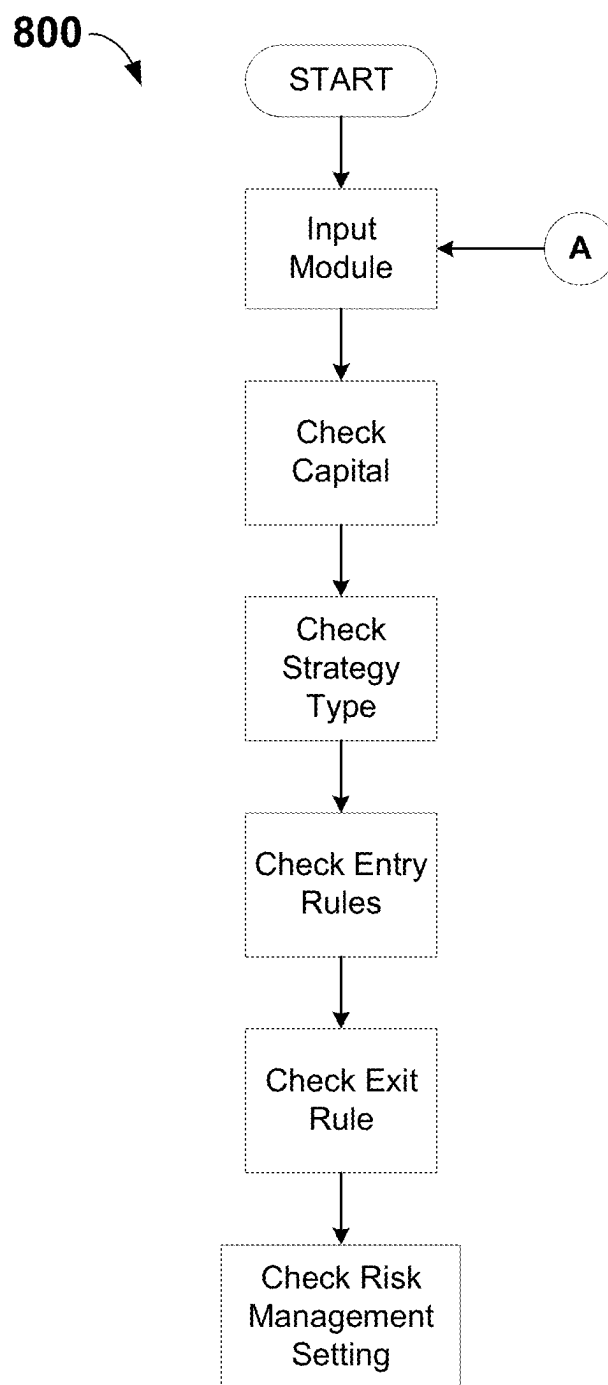 800
START
Input
Module
A
Check
Capital
Check
Strategy
Type
Check Entry
Rules
Check Exit
Rule
Check Risk
Management
Setting